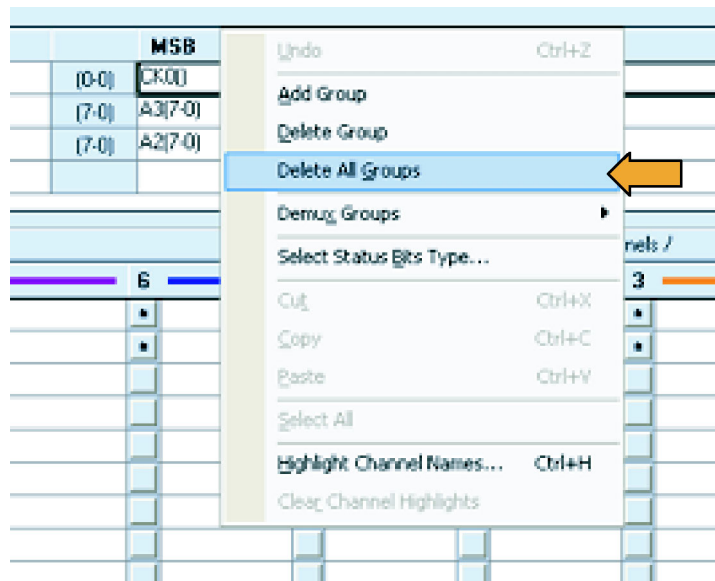 MSB
(0-0) CK0()
(7-0) A3(7-0)
(7-0) A2(7-0)
Undo Ctrl+Z
Add Group
Delete Group
Delete All Groups
Demux Groups
Select Status Bits Type...
Cut Ctrl+X
Copy Ctrl+C
Paste Ctrl+V
Select All
Highlight Channel Names... Ctrl+H
Clear Channel Highlights
nels /
6 3